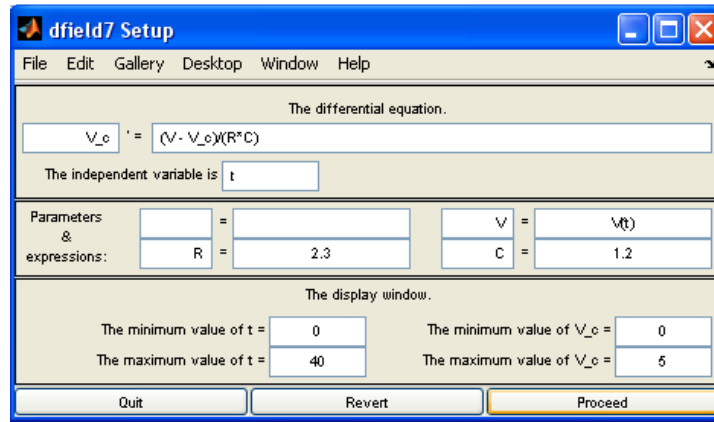 dfield7 Setup
File Edit Gallery Desktop Window Help
The differential equation.
V_c ' = (V - V_c)/(R*C)
The independent variable is t
Parameters & expressions:
= V = V(t)
R = 2.3 C = 1.2
The display window.
The minimum value of t = 0 The minimum value of V_c = 0
The maximum value of t = 40 The maximum value of V_c = 5
Quit Revert Proceed